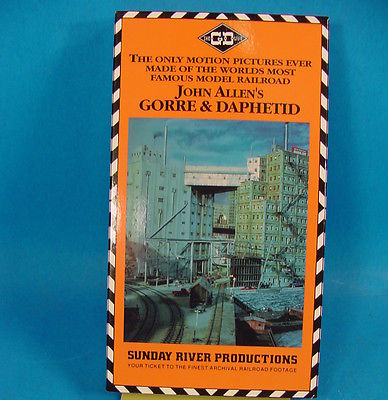 THE ONLY MOTION PICTURES EVER
MADE OF THE WORLDS MOST
FAMOUS MODEL RAILROAD
JOHN ALLEN'S
GORRE & DAPHETID
SUNDAY RIVER PRODUCTIONS
YOUR TICKET TO THE FINEST ARCHIVAL RAILROAD FOOTAGE